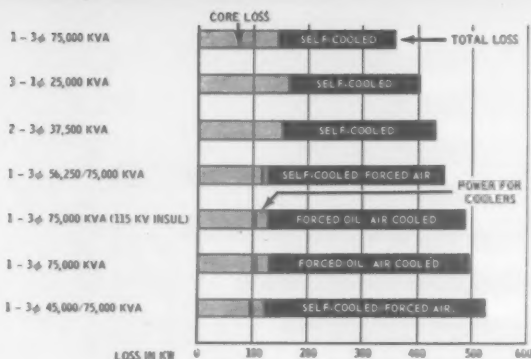 CORE LOSS
1 - 3φ 75,000 KVA SELF-COOLED TOTAL LOSS
3 - 1φ 25,000 KVA SELF-COOLED
2 - 3φ 37,500 KVA SELF-COOLED
1 - 3φ 56,250/75,000 KVA SELF-COOLED FORCED AIR
POWER FOR
COOLERS
1 - 3φ 75,000 KVA (115 KV INSUL) FORCED OIL AIR COOLED
1 - 3φ 75,000 KVA FORCED OIL AIR COOLED
1 - 3φ 45,000/75,000 KVA SELF-COOLED FORCED AIR
LOSS IN KW 0 100 200 300 400 500 600